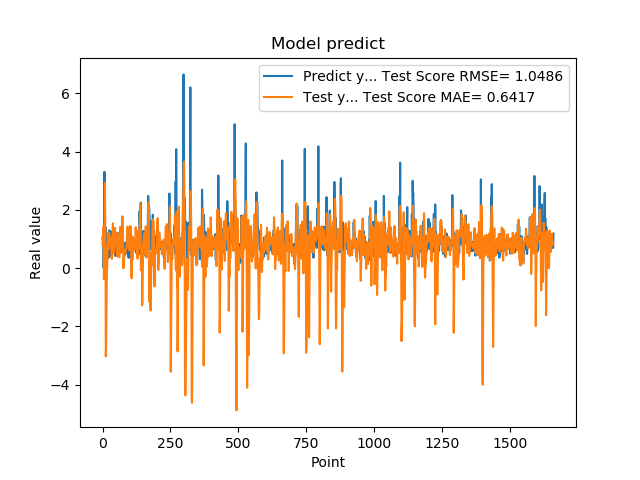 Model predict
Predict y... Test Score RMSE= 1.0486
Test y... Test Score MAE= 0.6417
Real value
6
4
2
0
−2
−4
0 250 500 750 1000 1250 1500
Point